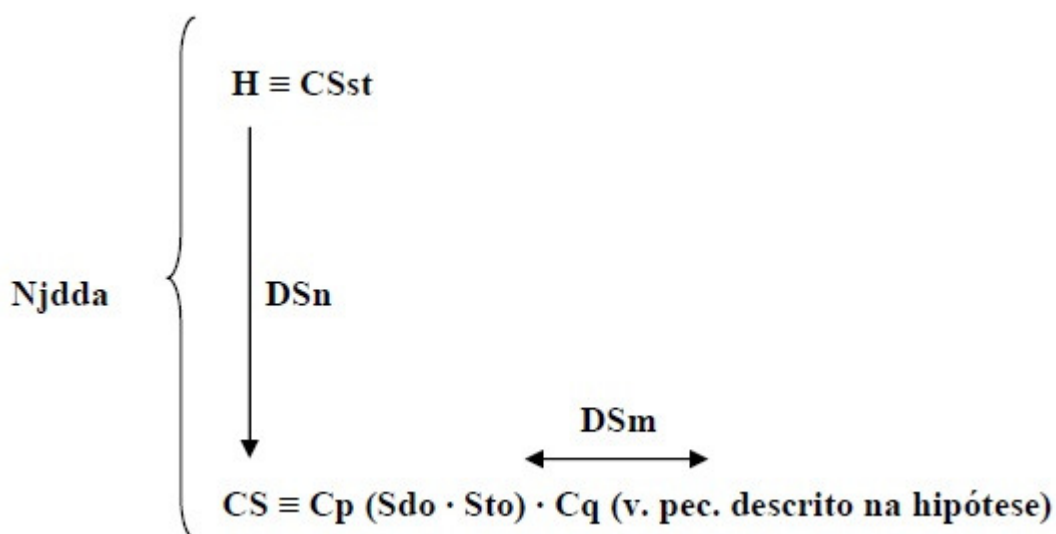 H ≡ CSst
Njdda
DSn
DSm
CS ≡ Cp (Sdo · Sto) · Cq (v. pec. descrito na hipótese)